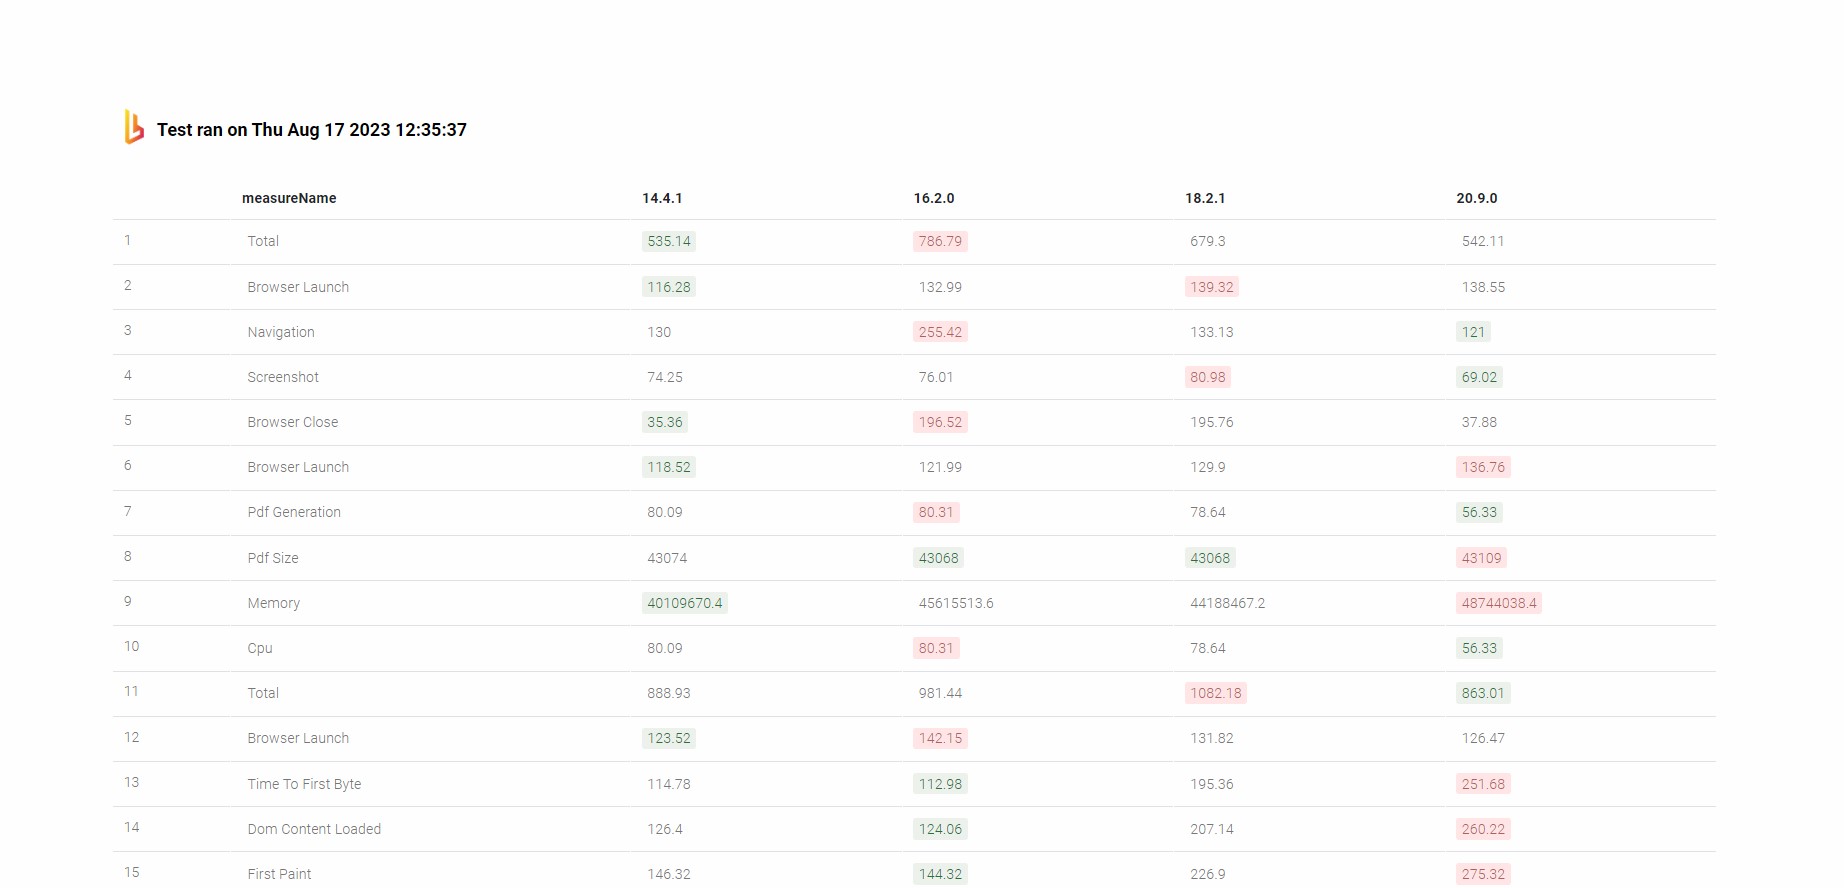 Test ran on Thu Aug 17 2023 12:35:37
measureName 14.4.1 16.2.0 18.2.1 20.9.0
1 Total 535.14 786.79 679.3 542.11
2 Browser Launch 116.28 132.99 139.32 138.55
3 Navigation 130 255.42 133.13 121
4 Screenshot 74.25 76.01 80.98 69.02
5 Browser Close 35.36 196.52 195.76 37.88
6 Browser Launch 118.52 121.99 129.9 136.76
7 Pdf Generation 80.09 80.31 78.64 56.33
8 Pdf Size 43074 43068 43068 43109
9 Memory 40109670.4 45615513.6 44188467.2 48744038.4
10 Cpu 80.09 80.31 78.64 56.33
11 Total 888.93 981.44 1082.18 863.01
12 Browser Launch 123.52 142.15 131.82 126.47
13 Time To First Byte 114.78 112.98 195.36 251.68
14 Dom Content Loaded 126.4 124.06 207.14 260.22
15 First Paint 146.32 144.32 226.9 275.32